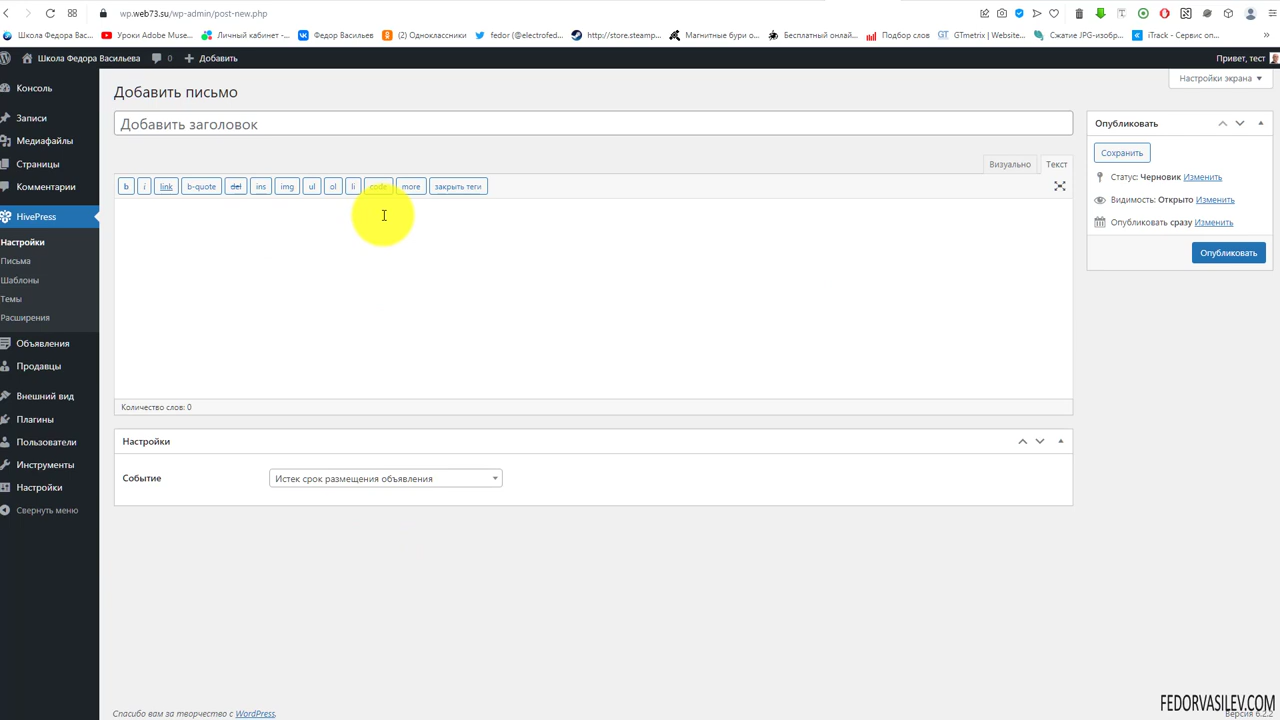 wp.web73.su/wp-admin/post-new.php
Школа Федора Вас... Уроки Adobe Muse... Личный кабинет -... Федор Васильев (2) Одноклассники fedor (@electrofed... http://store.steamp... Магнитные бури о... Бесплатный онлай... Подбор слов GTmetrix | Website... Сжатие JPG-изобр... iTrack - Сервис оп...
Школа Федора Васильева 0 Добавить Привет, тест
Настройки экрана
Консоль
Записи
Медиафайлы
Страницы
Комментарии
HivePress
Настройки
Письма
Шаблоны
Темы
Расширения
Объявления
Продавцы
Внешний вид
Плагины
Пользователи
Инструменты
Настройки
Свернуть меню
Добавить письмо
Добавить заголовок
Визуально Текст
b i link b-quote del ins img ul ol li code more закрыть теги
Количество слов: 0
Настройки
Событие Истек срок размещения объявления
Опубликовать
Сохранить
Статус: Черновик Изменить
Видимость: Открыто Изменить
Опубликовать сразу Изменить
Опубликовать
Спасибо вам за творчество с WordPress.
FEDORVASILEV.COM
Версия 6.2.2